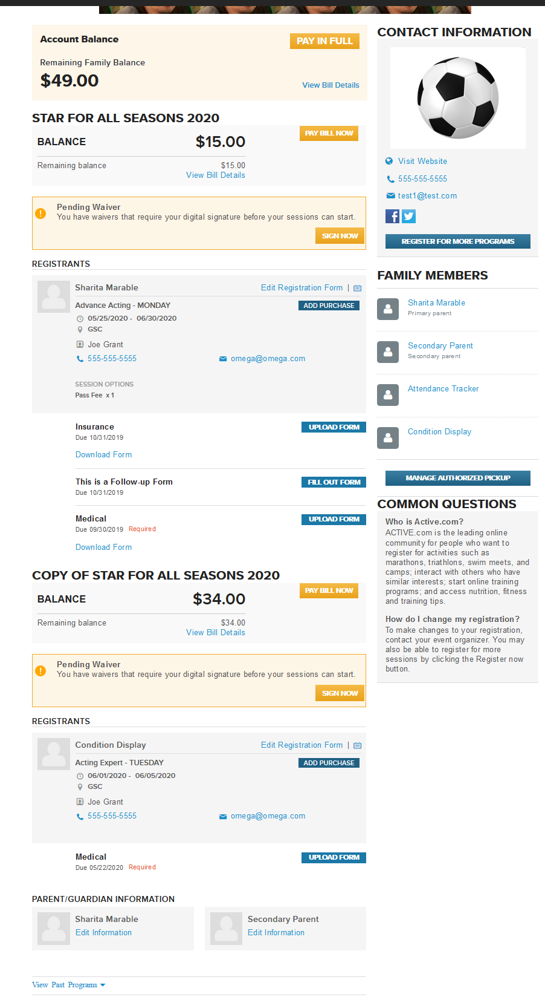 Account Balance
PAY IN FULL
Remaining Family Balance
$49.00
View Bill Details
STAR FOR ALL SEASONS 2020
PAY BILL NOW
BALANCE $15.00
Remaining balance $15.00
View Bill Details
Pending Waiver
You have waivers that require your digital signature before your sessions can start.
SIGN NOW
REGISTRANTS
Sharita Marable Edit Registration Form |
Advance Acting - MONDAY ADD PURCHASE
05/25/2020 - 06/30/2020
GSC
Joe Grant
555-555-5555 omega@omega.com
SESSION OPTIONS
Pass Fee x 1
Insurance UPLOAD FORM
Due 10/31/2019
Download Form
This is a Follow-up Form FILL OUT FORM
Due 10/31/2019
Medical UPLOAD FORM
Due 09/30/2019 Required
Download Form
COPY OF STAR FOR ALL SEASONS 2020
PAY BILL NOW
BALANCE $34.00
Remaining balance $34.00
View Bill Details
Pending Waiver
You have waivers that require your digital signature before your sessions can start.
SIGN NOW
REGISTRANTS
Condition Display Edit Registration Form |
Acting Expert - TUESDAY ADD PURCHASE
06/01/2020 - 06/05/2020
GSC
Joe Grant
555-555-5555 omega@omega.com
Medical UPLOAD FORM
Due 05/22/2020 Required
PARENT/GUARDIAN INFORMATION
Sharita Marable
Edit Information
Secondary Parent
Edit Information
View Past Programs
CONTACT INFORMATION
Visit Website
555-555-5555
test1@test.com
f
REGISTER FOR MORE PROGRAMS
FAMILY MEMBERS
Sharita Marable
Primary parent
Secondary Parent
Secondary parent
Attendance Tracker
Condition Display
MANAGE AUTHORIZED PICKUP
COMMON QUESTIONS
Who is Active.com?
ACTIVE.com is the leading online
community for people who want to
register for activities such as
marathons, triathlons, swim meets, and
camps; interact with others who have
similar interests; start online training
programs; and access nutrition, fitness
and training tips.
How do I change my registration?
To make changes to your registration,
contact your event organizer. You may
also be able to register for more
sessions by clicking the Register now
button.